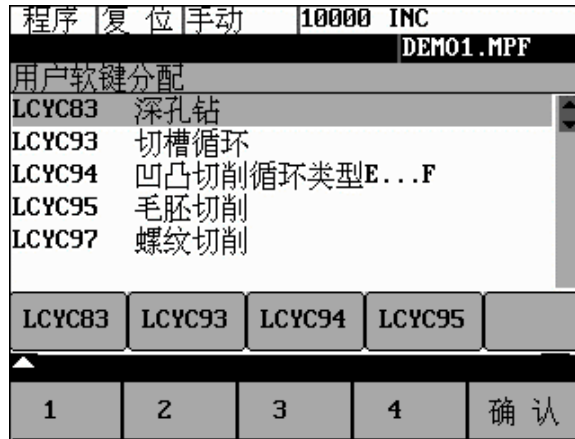 程序 复 位 手动 10000 INC
DEMO1.MPF
用户软键分配
LCYC83 深孔钻
LCYC93 切槽循环
LCYC94 凹凸切削循环类型E...F
LCYC95 毛胚切削
LCYC97 螺纹切削
LCYC83 LCYC93 LCYC94 LCYC95
1 2 3 4 确 认